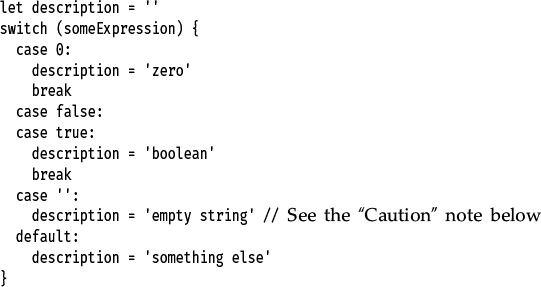 let description = ''
switch (someExpression) {
  case 0:
    description = 'zero'
    break
  case false:
  case true:
    description = 'boolean'
    break
  case '':
    description = 'empty string' // See the “Caution” note below
  default:
    description = 'something else'
}